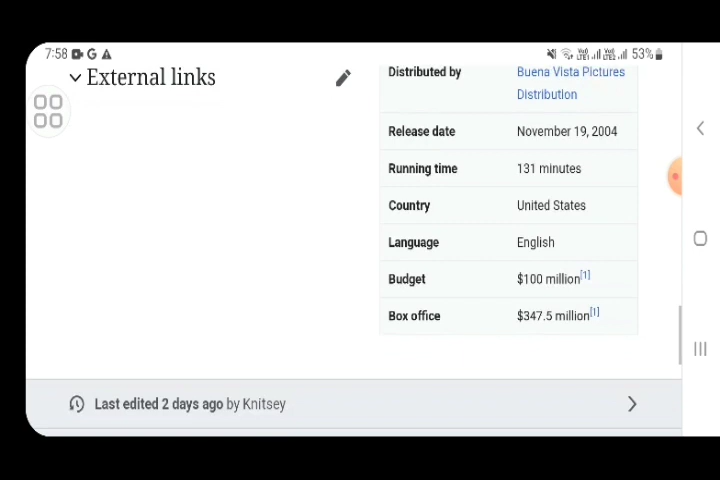 7:58 G 53%
External links
Distributed by Buena Vista Pictures
Distribution
Release date November 19, 2004
Running time 131 minutes
Country United States
Language English
Budget $100 million[1]
Box office $347.5 million[1]
Last edited 2 days ago by Knitsey